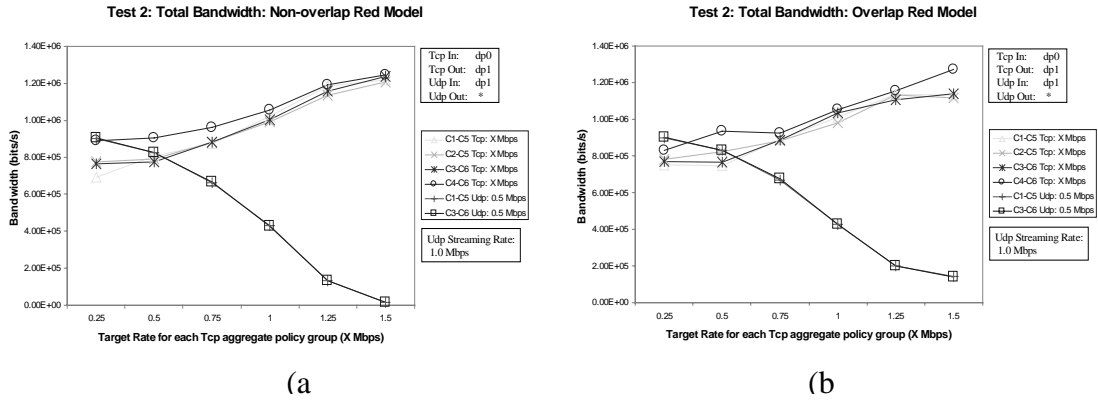 Test 2: Total Bandwidth: Non-overlap Red Model
1.40E+06
1.20E+06
1.00E+06
8.00E+05
6.00E+05
4.00E+05
2.00E+05
0.00E+00
Bandwidth (bits/s)
0.25 0.5 0.75 1 1.25 1.5
Target Rate for each Tcp aggregate policy group (X Mbps)
Tcp In: dp0
Tcp Out: dp1
Udp In: dp1
Udp Out: *
C1-C5 Tcp: X Mbps
C2-C5 Tcp: X Mbps
C3-C6 Tcp: X Mbps
C4-C6 Tcp: X Mbps
C1-C5 Udp: 0.5 Mbps
C3-C6 Udp: 0.5 Mbps
Udp Streaming Rate:
1.0 Mbps
(a
Test 2: Total Bandwidth: Overlap Red Model
1.40E+06
1.20E+06
1.00E+06
8.00E+05
6.00E+05
4.00E+05
2.00E+05
0.00E+00
Bandwidth (bits/s)
0.25 0.5 0.75 1 1.25 1.5
Target Rate for each Tcp aggregate policy group (X Mbps)
Tcp In: dp0
Tcp Out: dp1
Udp In: dp1
Udp Out: *
C1-C5 Tcp: X Mbps
C2-C5 Tcp: X Mbps
C3-C6 Tcp: X Mbps
C4-C6 Tcp: X Mbps
C1-C5 Udp: 0.5 Mbps
C3-C6 Udp: 0.5 Mbps
Udp Streaming Rate:
1.0 Mbps
(b